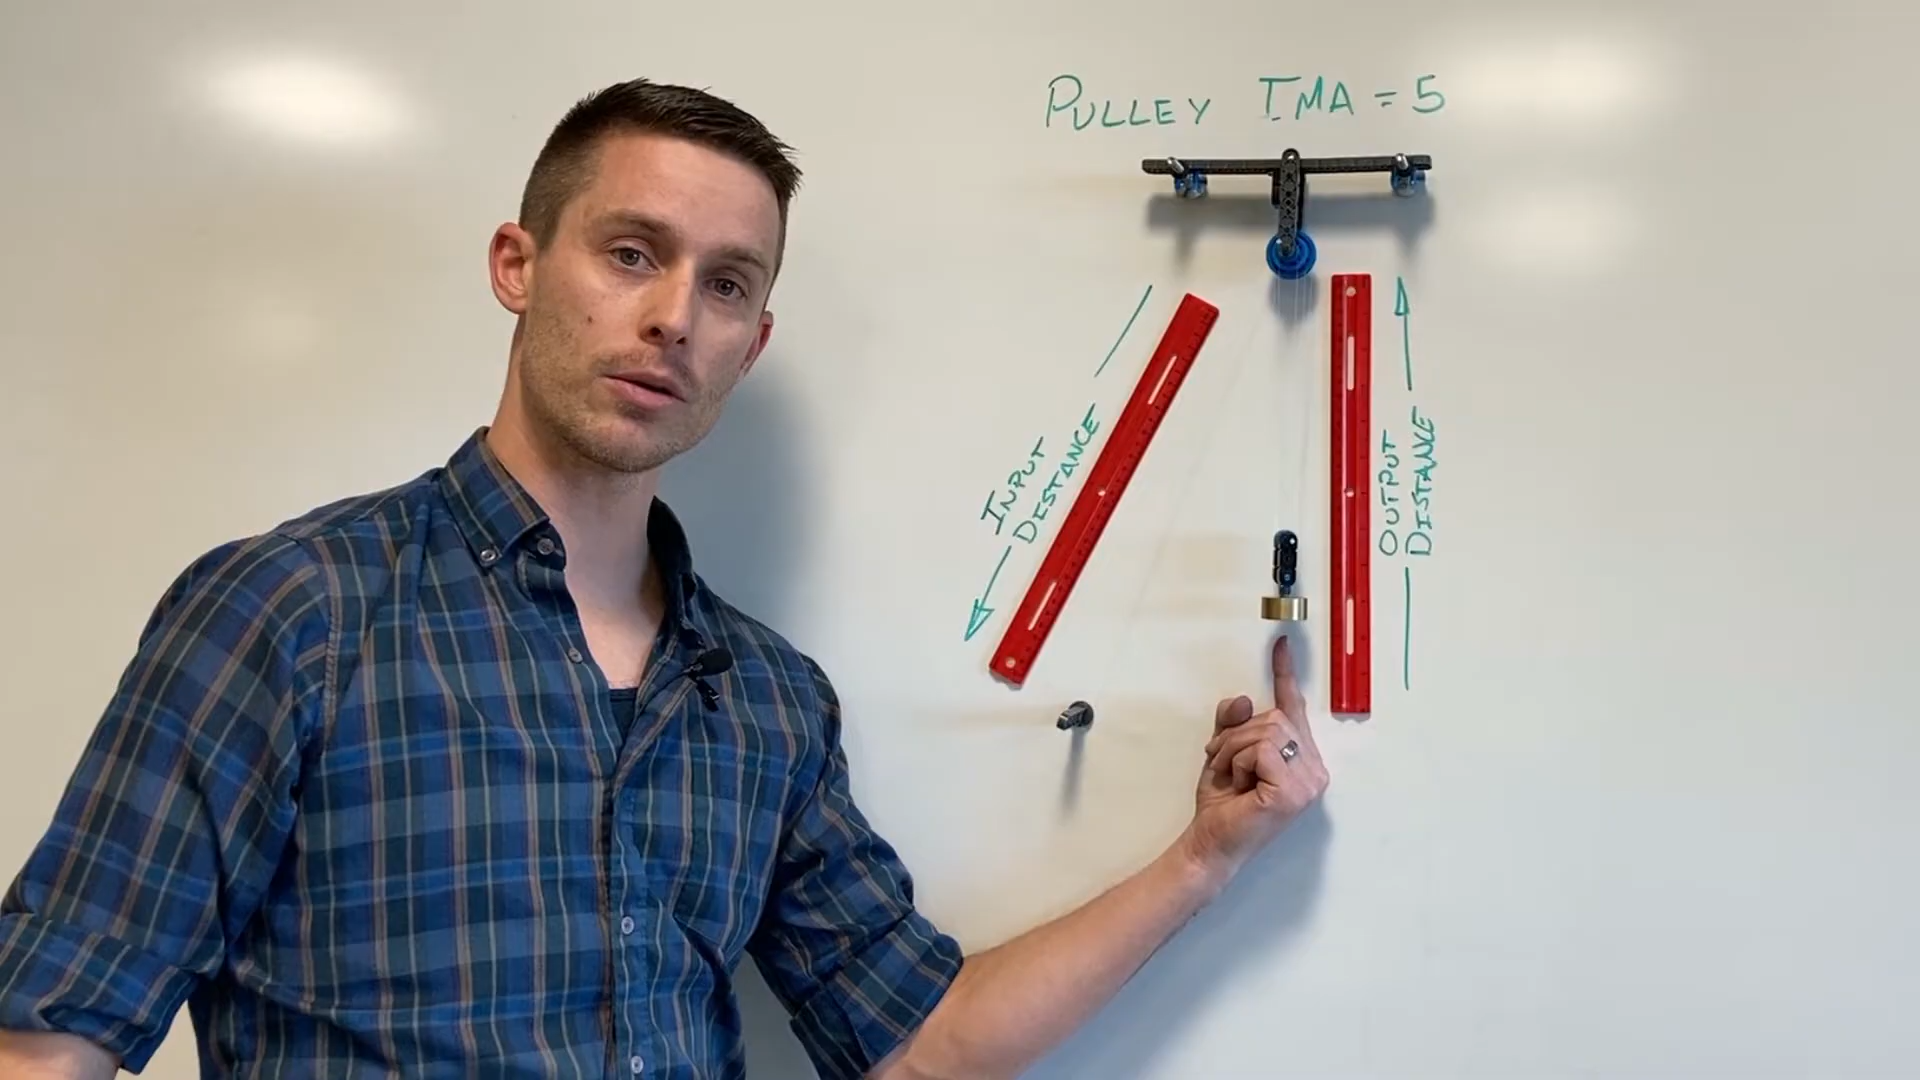 PULLEY IMA = 5
INPUT
DISTANCE
OUTPUT
DISTANCE